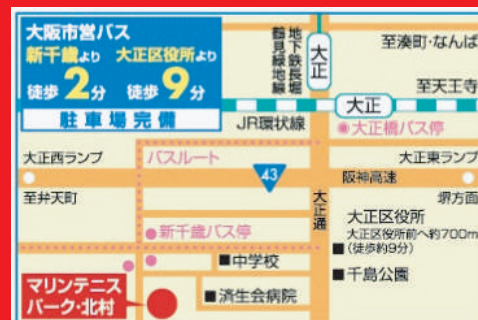 大阪市営バス
新千歳より 大正区役所より
徒歩2分 徒歩9分
駐車場完備
地下鉄長堀
鶴見緑地線
大正
至湊町・なんば
至天王寺
大正
JR環状線
大正橋バス停
大正西ランプ
バスルート
43
大正東ランプ
阪神高速
至弁天町
堺方面
大正通
新千歳バス停
大正区役所
大正区役所前へ約700m
(徒歩約9分)
中学校
千島公園
マリンテニス
パーク・北村
済生会病院